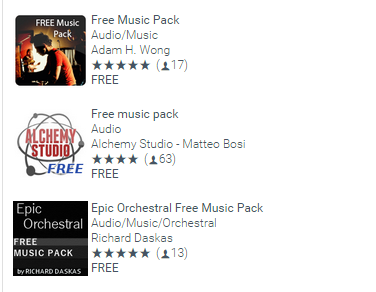 FREE Music
Pack
Free Music Pack
Audio/Music
Adam H. Wong
★★★★★ (17)
FREE
ALCHEMY
STUDIO
FREE
Free music pack
Audio
Alchemy Studio - Matteo Bosi
★★★★ (63)
FREE
Epic
Orchestral
FREE
MUSIC PACK
by RICHARD DASKAS
Epic Orchestral Free Music Pack
Audio/Music/Orchestral
Richard Daskas
★★★★★ (13)
FREE